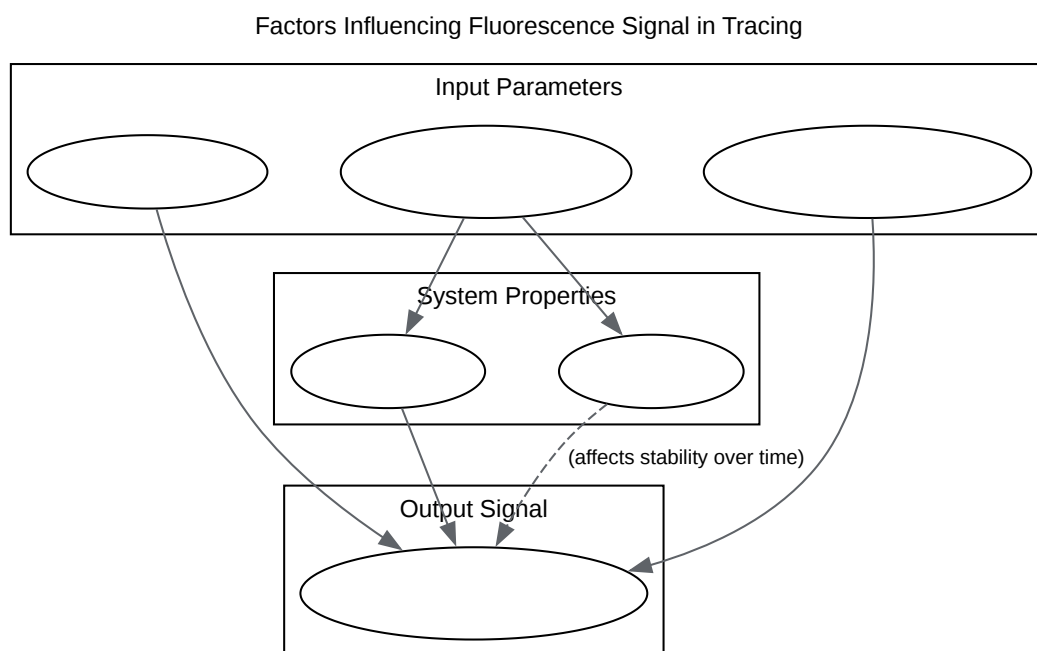 Factors Influencing Fluorescence Signal in Tracing
Input Parameters
System Properties
(affects stability over time)
Output Signal